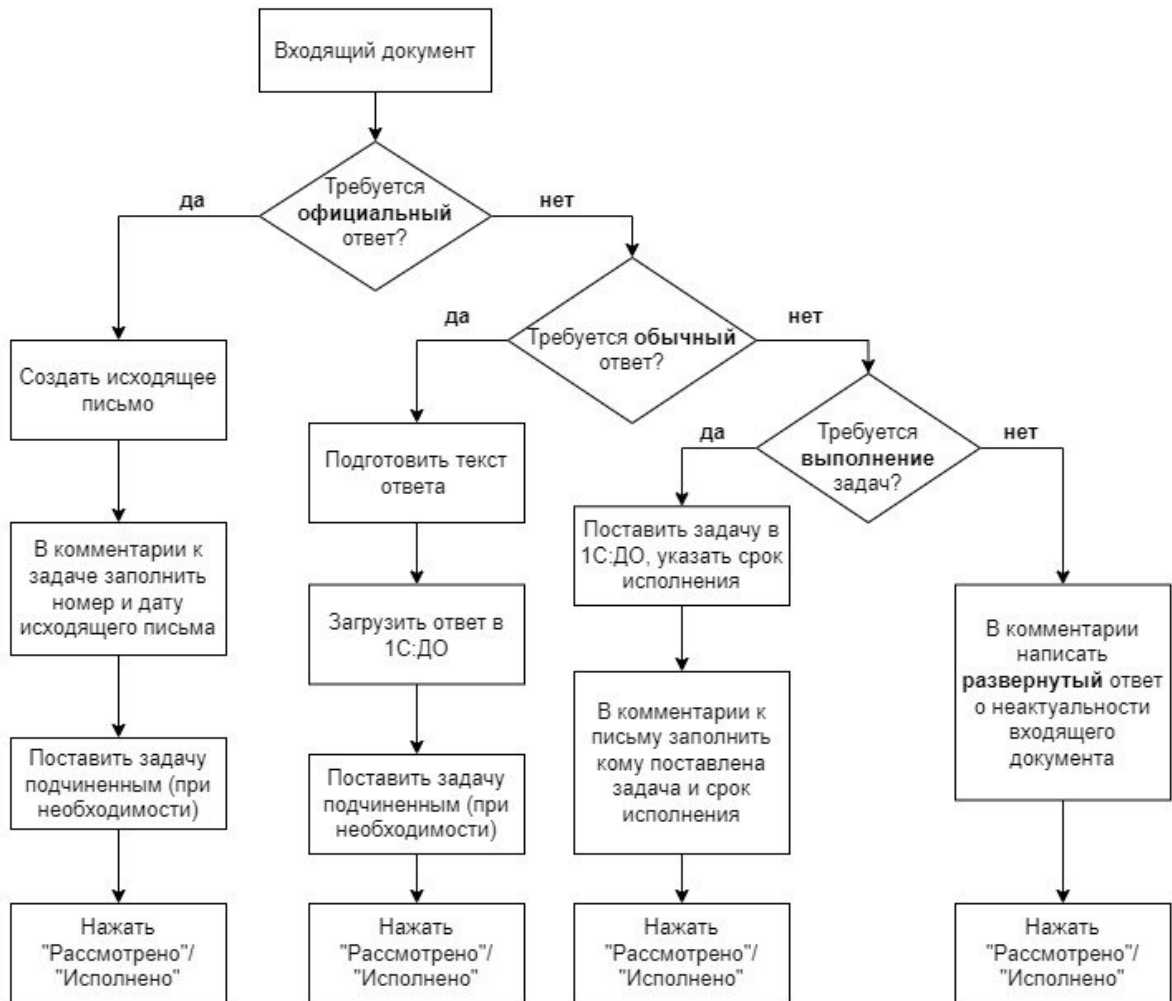 Входящий документ
Требуется
официальный
ответ?
да
нет
Требуется обычный
ответ?
да
нет
Требуется
выполнение
задач?
да
нет
Создать исходящее
письмо
В комментарии к
задаче заполнить
номер и дату
исходящего письма
Поставить задачу
подчиненным (при
необходимости)
Нажать
"Рассмотрено"/
"Исполнено"
Подготовить текст
ответа
Загрузить ответ в
1С:ДО
Поставить задачу
подчиненным (при
необходимости)
Нажать
"Рассмотрено"/
"Исполнено"
Поставить задачу в
1С:ДО, указать срок
исполнения
В комментарии к
письму заполнить
кому поставлена
задача и срок
исполнения
Нажать
"Рассмотрено"/
"Исполнено"
В комментарии
написать
развернутый ответ
о неактуальности
входящего
документа
Нажать
"Рассмотрено"/
"Исполнено"